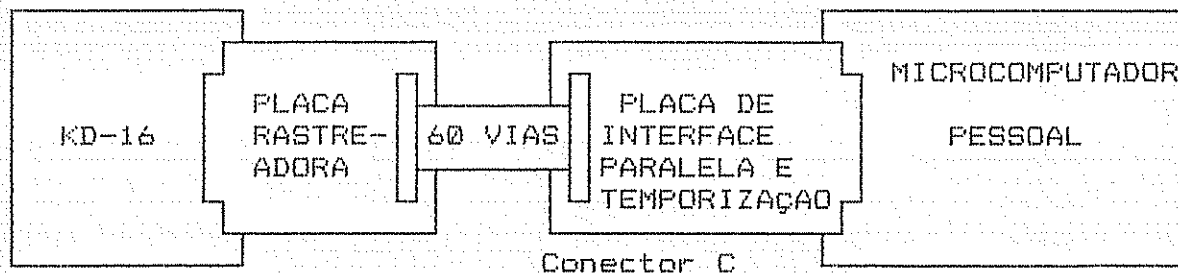 KD-16
PLACA
RASTRE-
ADORA
60 VIAS
PLACA DE
INTERFACE
PARALELA E
TEMPORIZAÇAO
MICROCOMPUTADOR
PESSOAL
Conector C